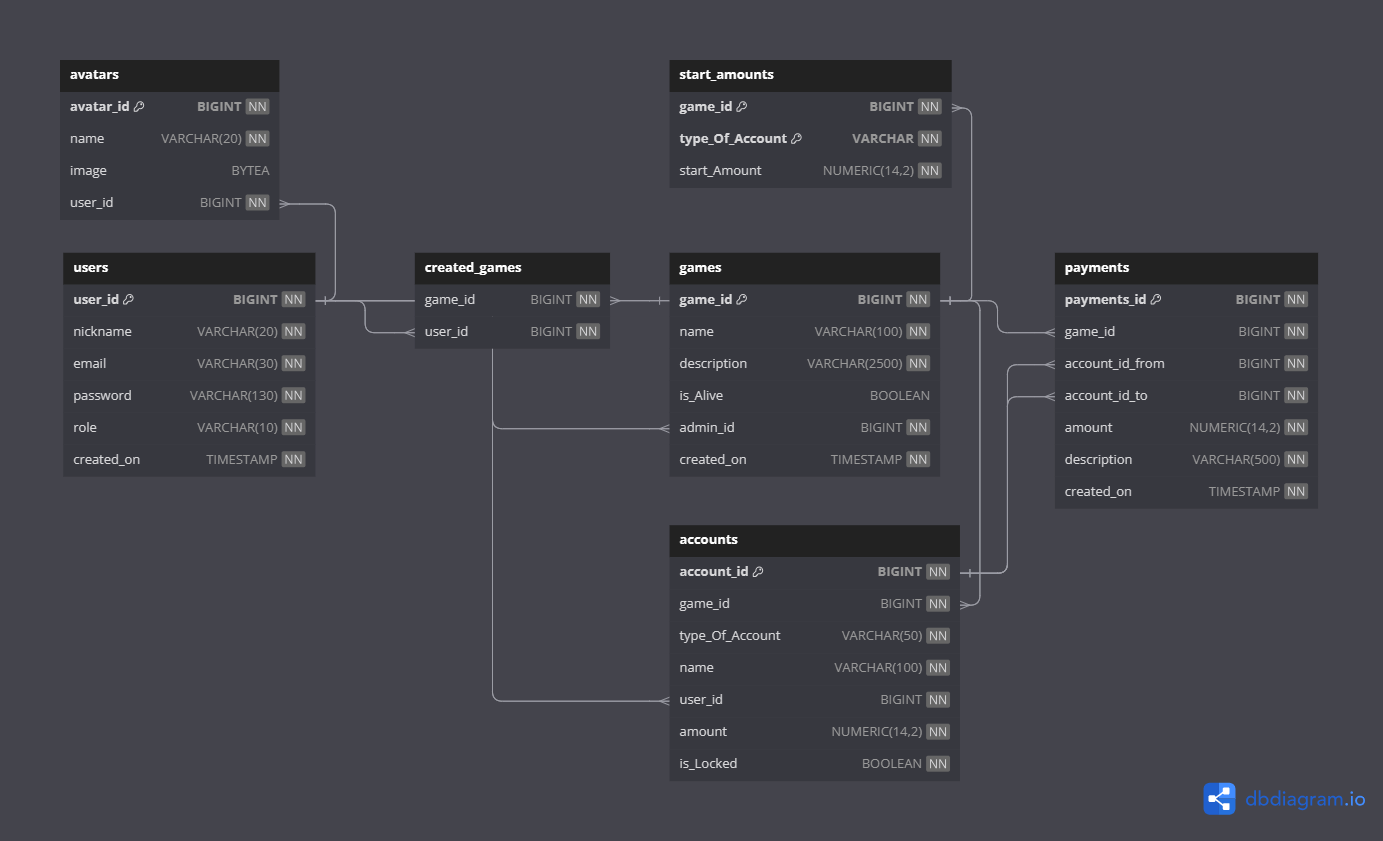 avatars
avatar_id BIGINT NN
name VARCHAR(20) NN
image BYTEA
user_id BIGINT NN
start_amounts
game_id BIGINT NN
type_Of_Account VARCHAR NN
start_Amount NUMERIC(14,2) NN
users
user_id BIGINT NN
nickname VARCHAR(20) NN
email VARCHAR(30) NN
password VARCHAR(130) NN
role VARCHAR(10) NN
created_on TIMESTAMP NN
created_games
game_id BIGINT NN
user_id BIGINT NN
games
game_id BIGINT NN
name VARCHAR(100) NN
description VARCHAR(2500) NN
is_Alive BOOLEAN
admin_id BIGINT NN
created_on TIMESTAMP NN
payments
payments_id BIGINT NN
game_id BIGINT NN
account_id_from BIGINT NN
account_id_to BIGINT NN
amount NUMERIC(14,2) NN
description VARCHAR(500) NN
created_on TIMESTAMP NN
accounts
account_id BIGINT NN
game_id BIGINT NN
type_Of_Account VARCHAR(50) NN
name VARCHAR(100) NN
user_id BIGINT NN
amount NUMERIC(14,2) NN
is_Locked BOOLEAN NN
dbdiagram.io